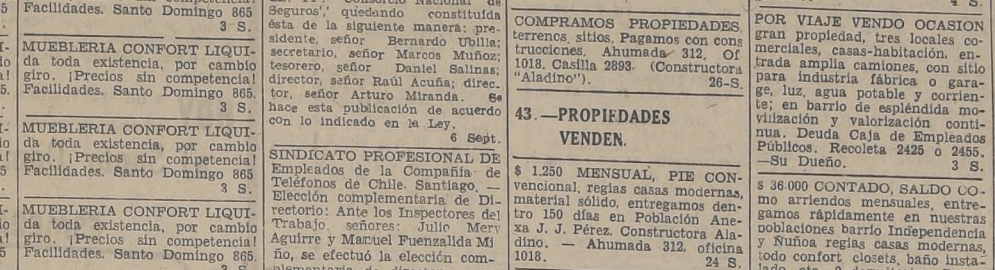 Facilidades. Santo Domingo 865
3 S.
MUEBLERIA CONFORT LIQUI-
da toda existencia, por cambio
giro. ¡Precios sin competencia!
Facilidades. Santo Domingo 865.
3 S.
MUEBLERIA CONFORT LIQUI-
da toda existencia, por cambio
giro. ¡Precios sin competencia!
Facilidades. Santo Domingo 865
3 S.
MUEBLERIA CONFORT LIQUI-
da toda existencia, por cambio
giro. ¡Precios sin competencia!
Facilidades. Santo Domingo 865.
3 S.
Consorcio Nacional de
Seguros", quedando constituída
ésta de la siguiente manera: pre-
sidente, señor Bernardo Ubilla;
secretario, señor Marcos Muñoz;
tesorero, señor Daniel Salinas;
director, señor Raúl Acuña; direc-
tor, señor Arturo Miranda. Se
hace esta publicación de acuerdo
con lo indicado en la Ley.
6 Sept.
SINDICATO PROFESIONAL DE
Empleados de la Compañía de
Teléfonos de Chile. Santiago. —
Elección complementaria de Di-
rectorio: Ante los Inspectores del
Trabajo, señores: Julio Merv
Aguirre y Manuel Fuenzalida Mi
ño, se efectuó la elección com-
COMPRAMOS PROPIEDADES,
terrenos, sitios. Pagamos con cons
trucciones. Ahumada 312. Of
1018. Casilla 2893. (Constructora
"Aladino").
26-S.
43.—PROPIEDADES
VENDEN.
$ 1.250 MENSUAL, PIE CON-
vencional, regias casas modernas,
material sólido, entregamos den-
tro 150 días en Población Ane-
xa J. J. Pérez. Constructora Ala-
dino. — Ahumada 312, oficina
1018.
24 S.
4 S.
POR VIAJE VENDO OCASION
gran propiedad, tres locales co-
merciales, casas-habitación, en-
trada amplia camiones, con sitio
para industria fábrica o gara-
ge, luz, agua potable y corrien-
te; en barrio de espléndida mo-
vilización y valorización conti-
nua. Deuda Caja de Empleados
Públicos. Recoleta 2425 o 2455.
—Su Dueño.
3 S.
$ 36.000 CONTADO, SALDO CO-
mo arriendos mensuales, entre-
gamos rápidamente en nuestras
poblaciones barrio Independencia
y Ñuñoa regias casas modernas,
todo confort, closets, baño insta-